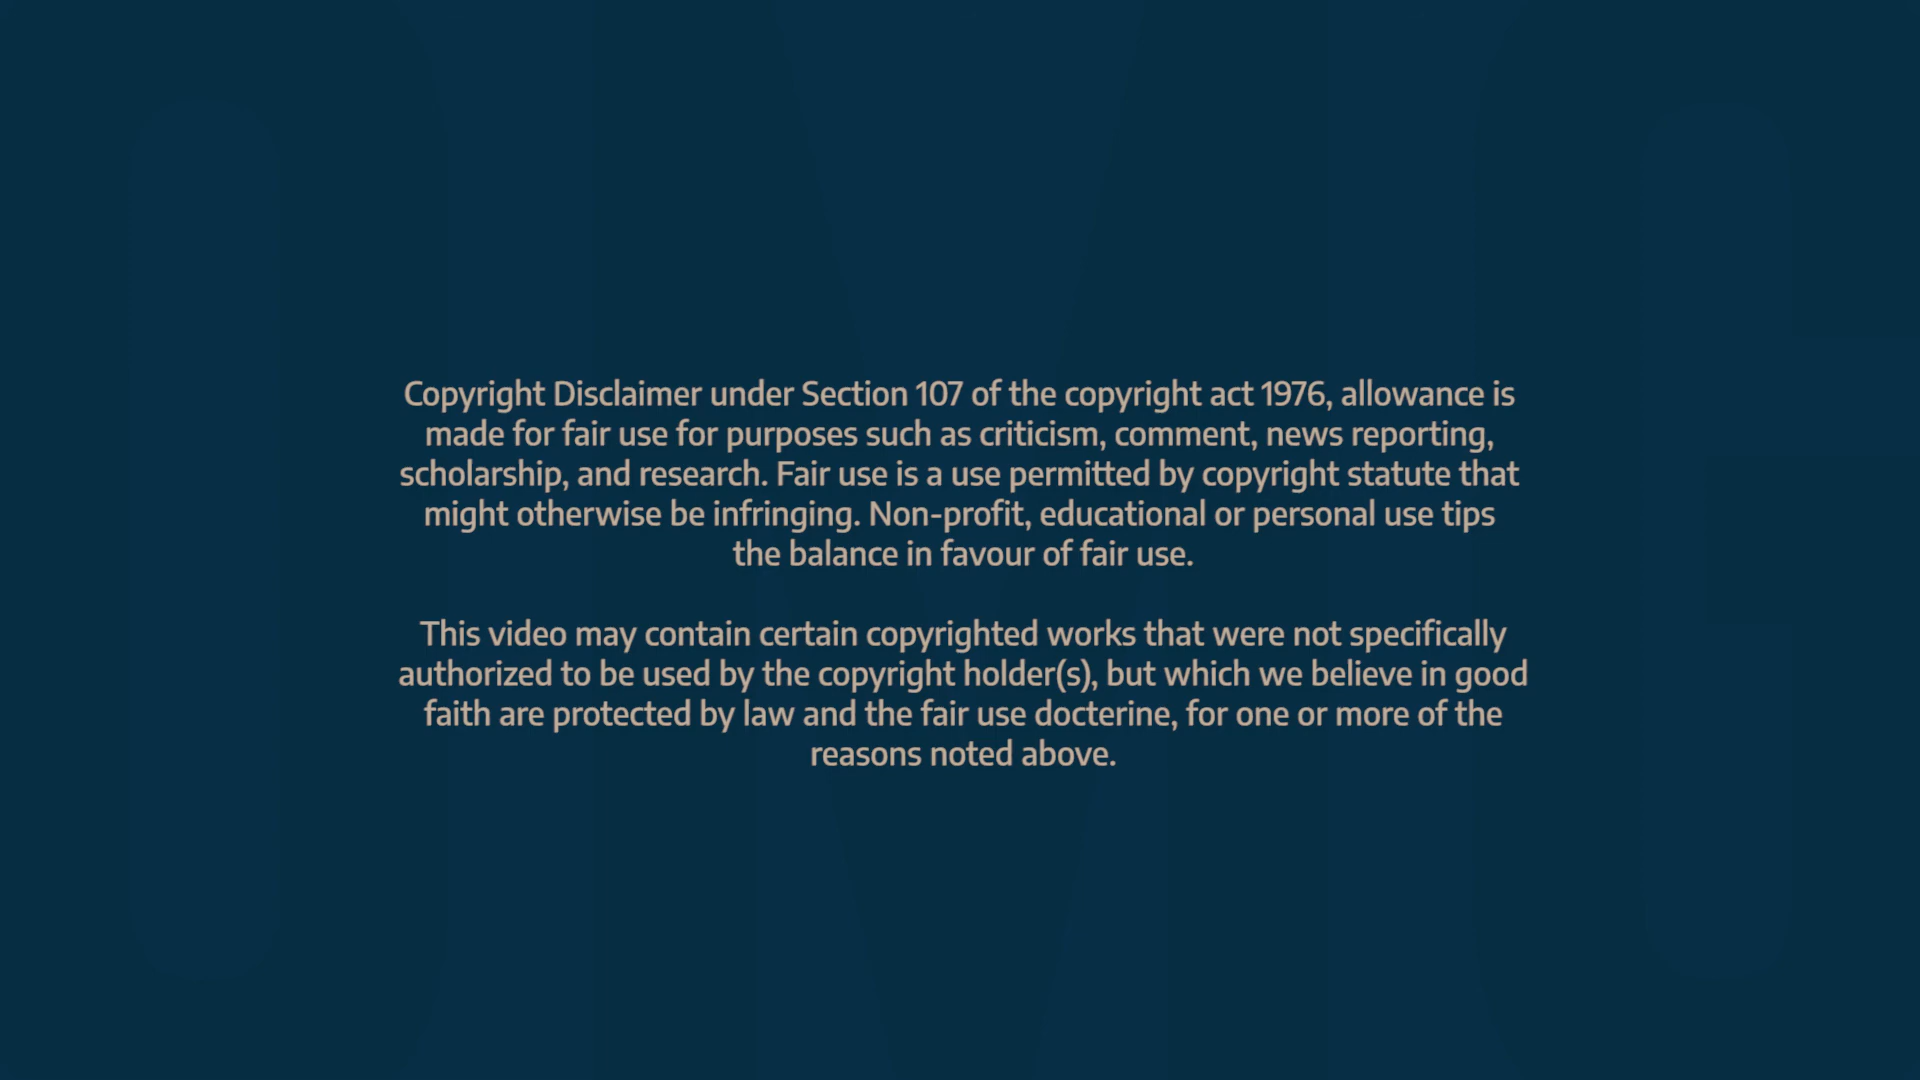 Copyright Disclaimer under Section 107 of the copyright act 1976, allowance is
made for fair use for purposes such as criticism, comment, news reporting,
scholarship, and research. Fair use is a use permitted by copyright statute that
might otherwise be infringing. Non-profit, educational or personal use tips
the balance in favour of fair use.
This video may contain certain copyrighted works that were not specifically
authorized to be used by the copyright holder(s), but which we believe in good
faith are protected by law and the fair use docterine, for one or more of the
reasons noted above.